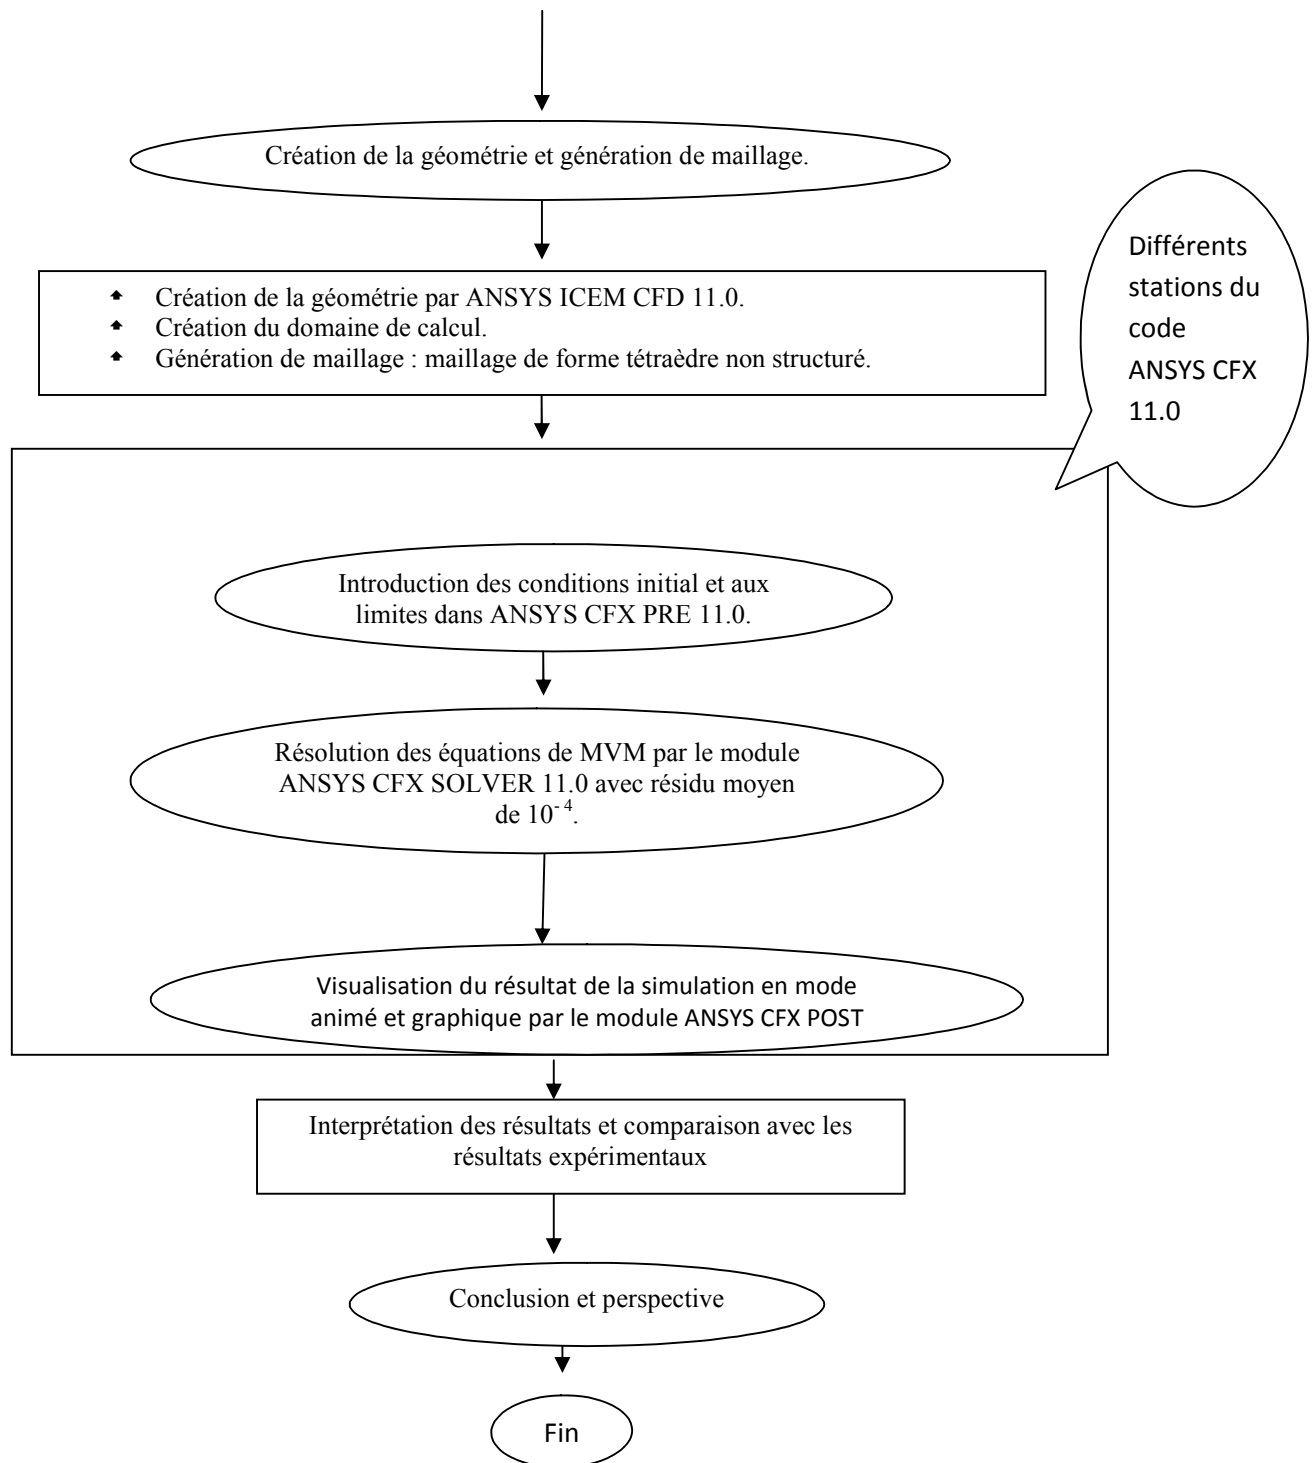 Création de la géométrie et génération de maillage.
Différents
stations du
code
ANSYS CFX
11.0
Création de la géométrie par ANSYS ICEM CFD 11.0.
Création du domaine de calcul.
Génération de maillage : maillage de forme tétraèdre non structuré.
Introduction des conditions initial et aux
limites dans ANSYS CFX PRE 11.0.
Résolution des équations de MVM par le module
ANSYS CFX SOLVER 11.0 avec résidu moyen
de 10⁻⁴.
Visualisation du résultat de la simulation en mode
animé et graphique par le module ANSYS CFX POST
Interprétation des résultats et comparaison avec les
résultats expérimentaux
Conclusion et perspective
Fin